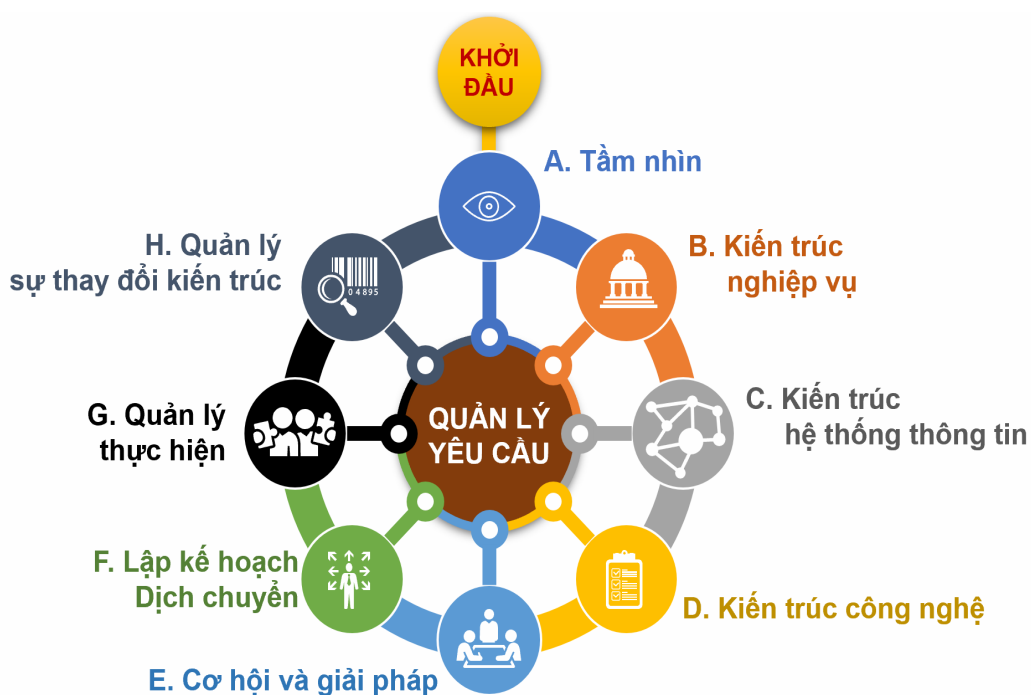 KHỞI
ĐẦU
A. Tầm nhìn
B. Kiến trúc
nghiệp vụ
C. Kiến trúc
hệ thống thông tin
D. Kiến trúc công nghệ
E. Cơ hội và giải pháp
F. Lập kế hoạch
Dịch chuyển
G. Quản lý
thực hiện
H. Quản lý
sự thay đổi kiến trúc
04895
QUẢN LÝ
YÊU CẦU